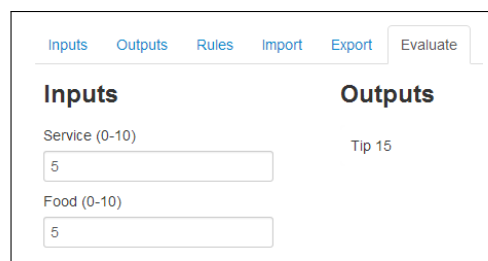 Inputs Outputs Rules Import Export Evaluate
Inputs
Service (0-10)
5
Food (0-10)
5
Outputs
Tip 15